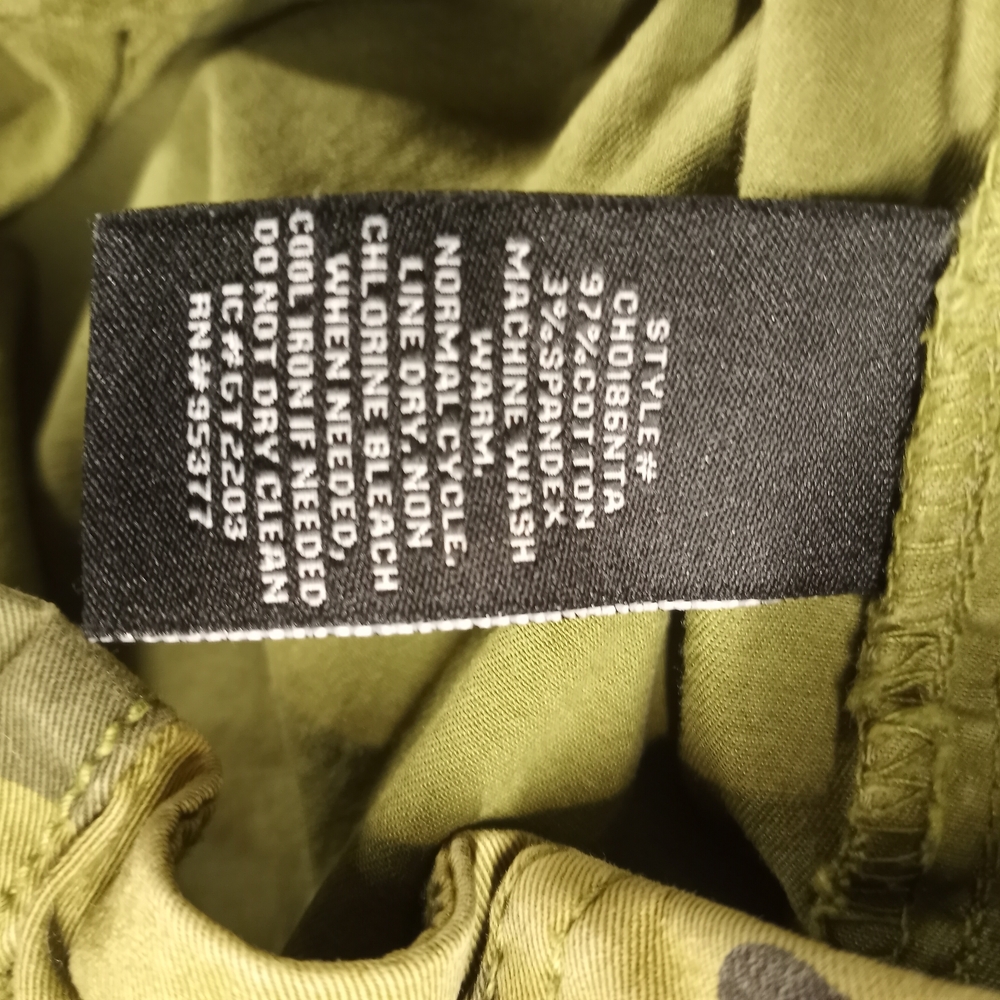 STYLE#
CH0186NTA
97%COTTON
3%SPANDEX
MACHINE WASH
WARM.
NORMAL CYCLE.
LINE DRY, NON
CHLORINE BLEACH
WHEN NEEDED,
COOL IRON IF NEEDED
DO NOT DRY CLEAN
IC#GT2203
RN#95377